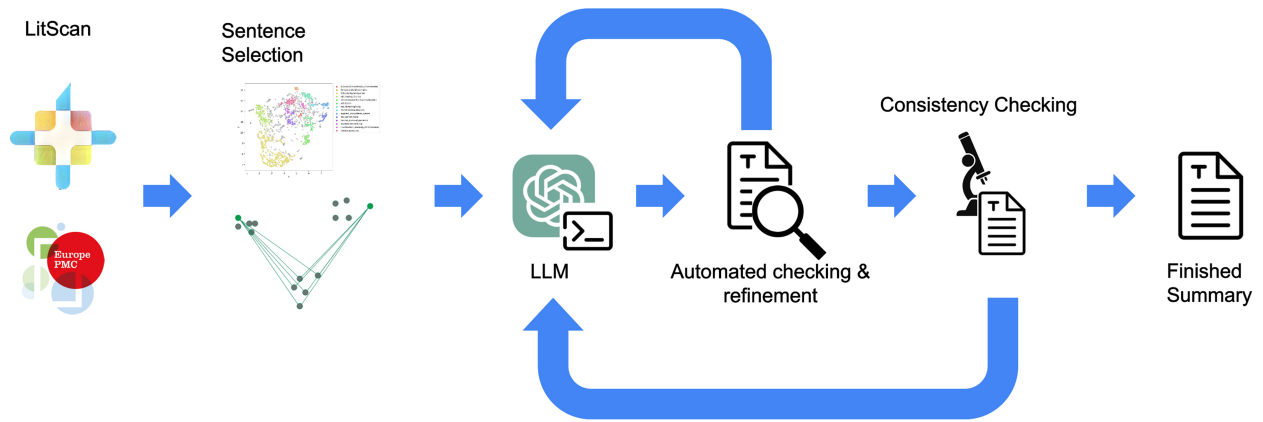 LitScan
Sentence
Selection
Europe
PMC
LLM
Automated checking &
refinement
Consistency Checking
T
T
T
Finished
Summary